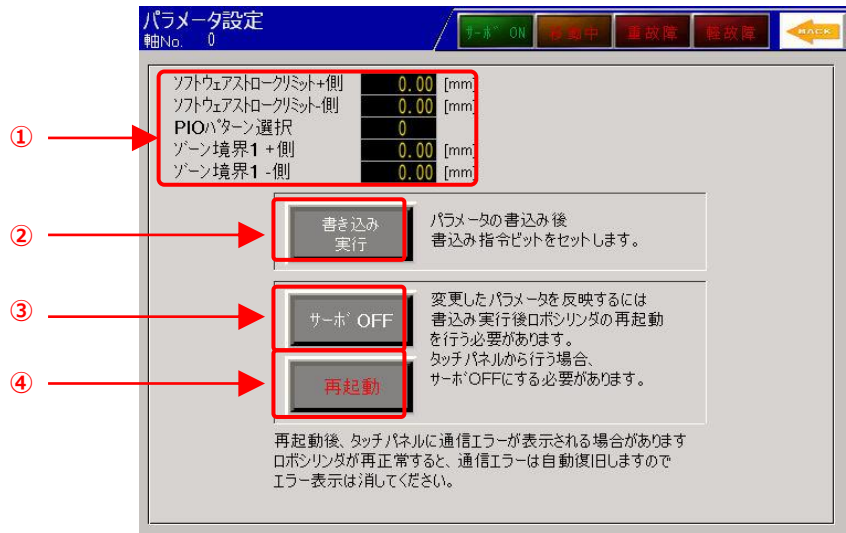 パラメータ設定
軸No. 0
サーボ ON 移動中 重故障 軽故障 BACK
ソフトウェアストロークリミット+側 0.00 [mm]
ソフトウェアストロークリミット-側 0.00 [mm]
① PIOパターン選択 0
ゾーン境界1 +側 0.00 [mm]
ゾーン境界1 -側 0.00 [mm]
② 書き込み
実行
パラメータの書込み後
書込み指令ビットをセットします。
③ サーボ OFF
変更したパラメータを反映するには
書込み実行後ロボシリンダの再起動
を行う必要があります。
タッチパネルから行う場合、
サーボOFFにする必要があります。
④ 再起動
再起動後、タッチパネルに通信エラーが表示される場合があります
ロボシリンダが再正常すると、通信エラーは自動復旧しますので
エラー表示は消してください。